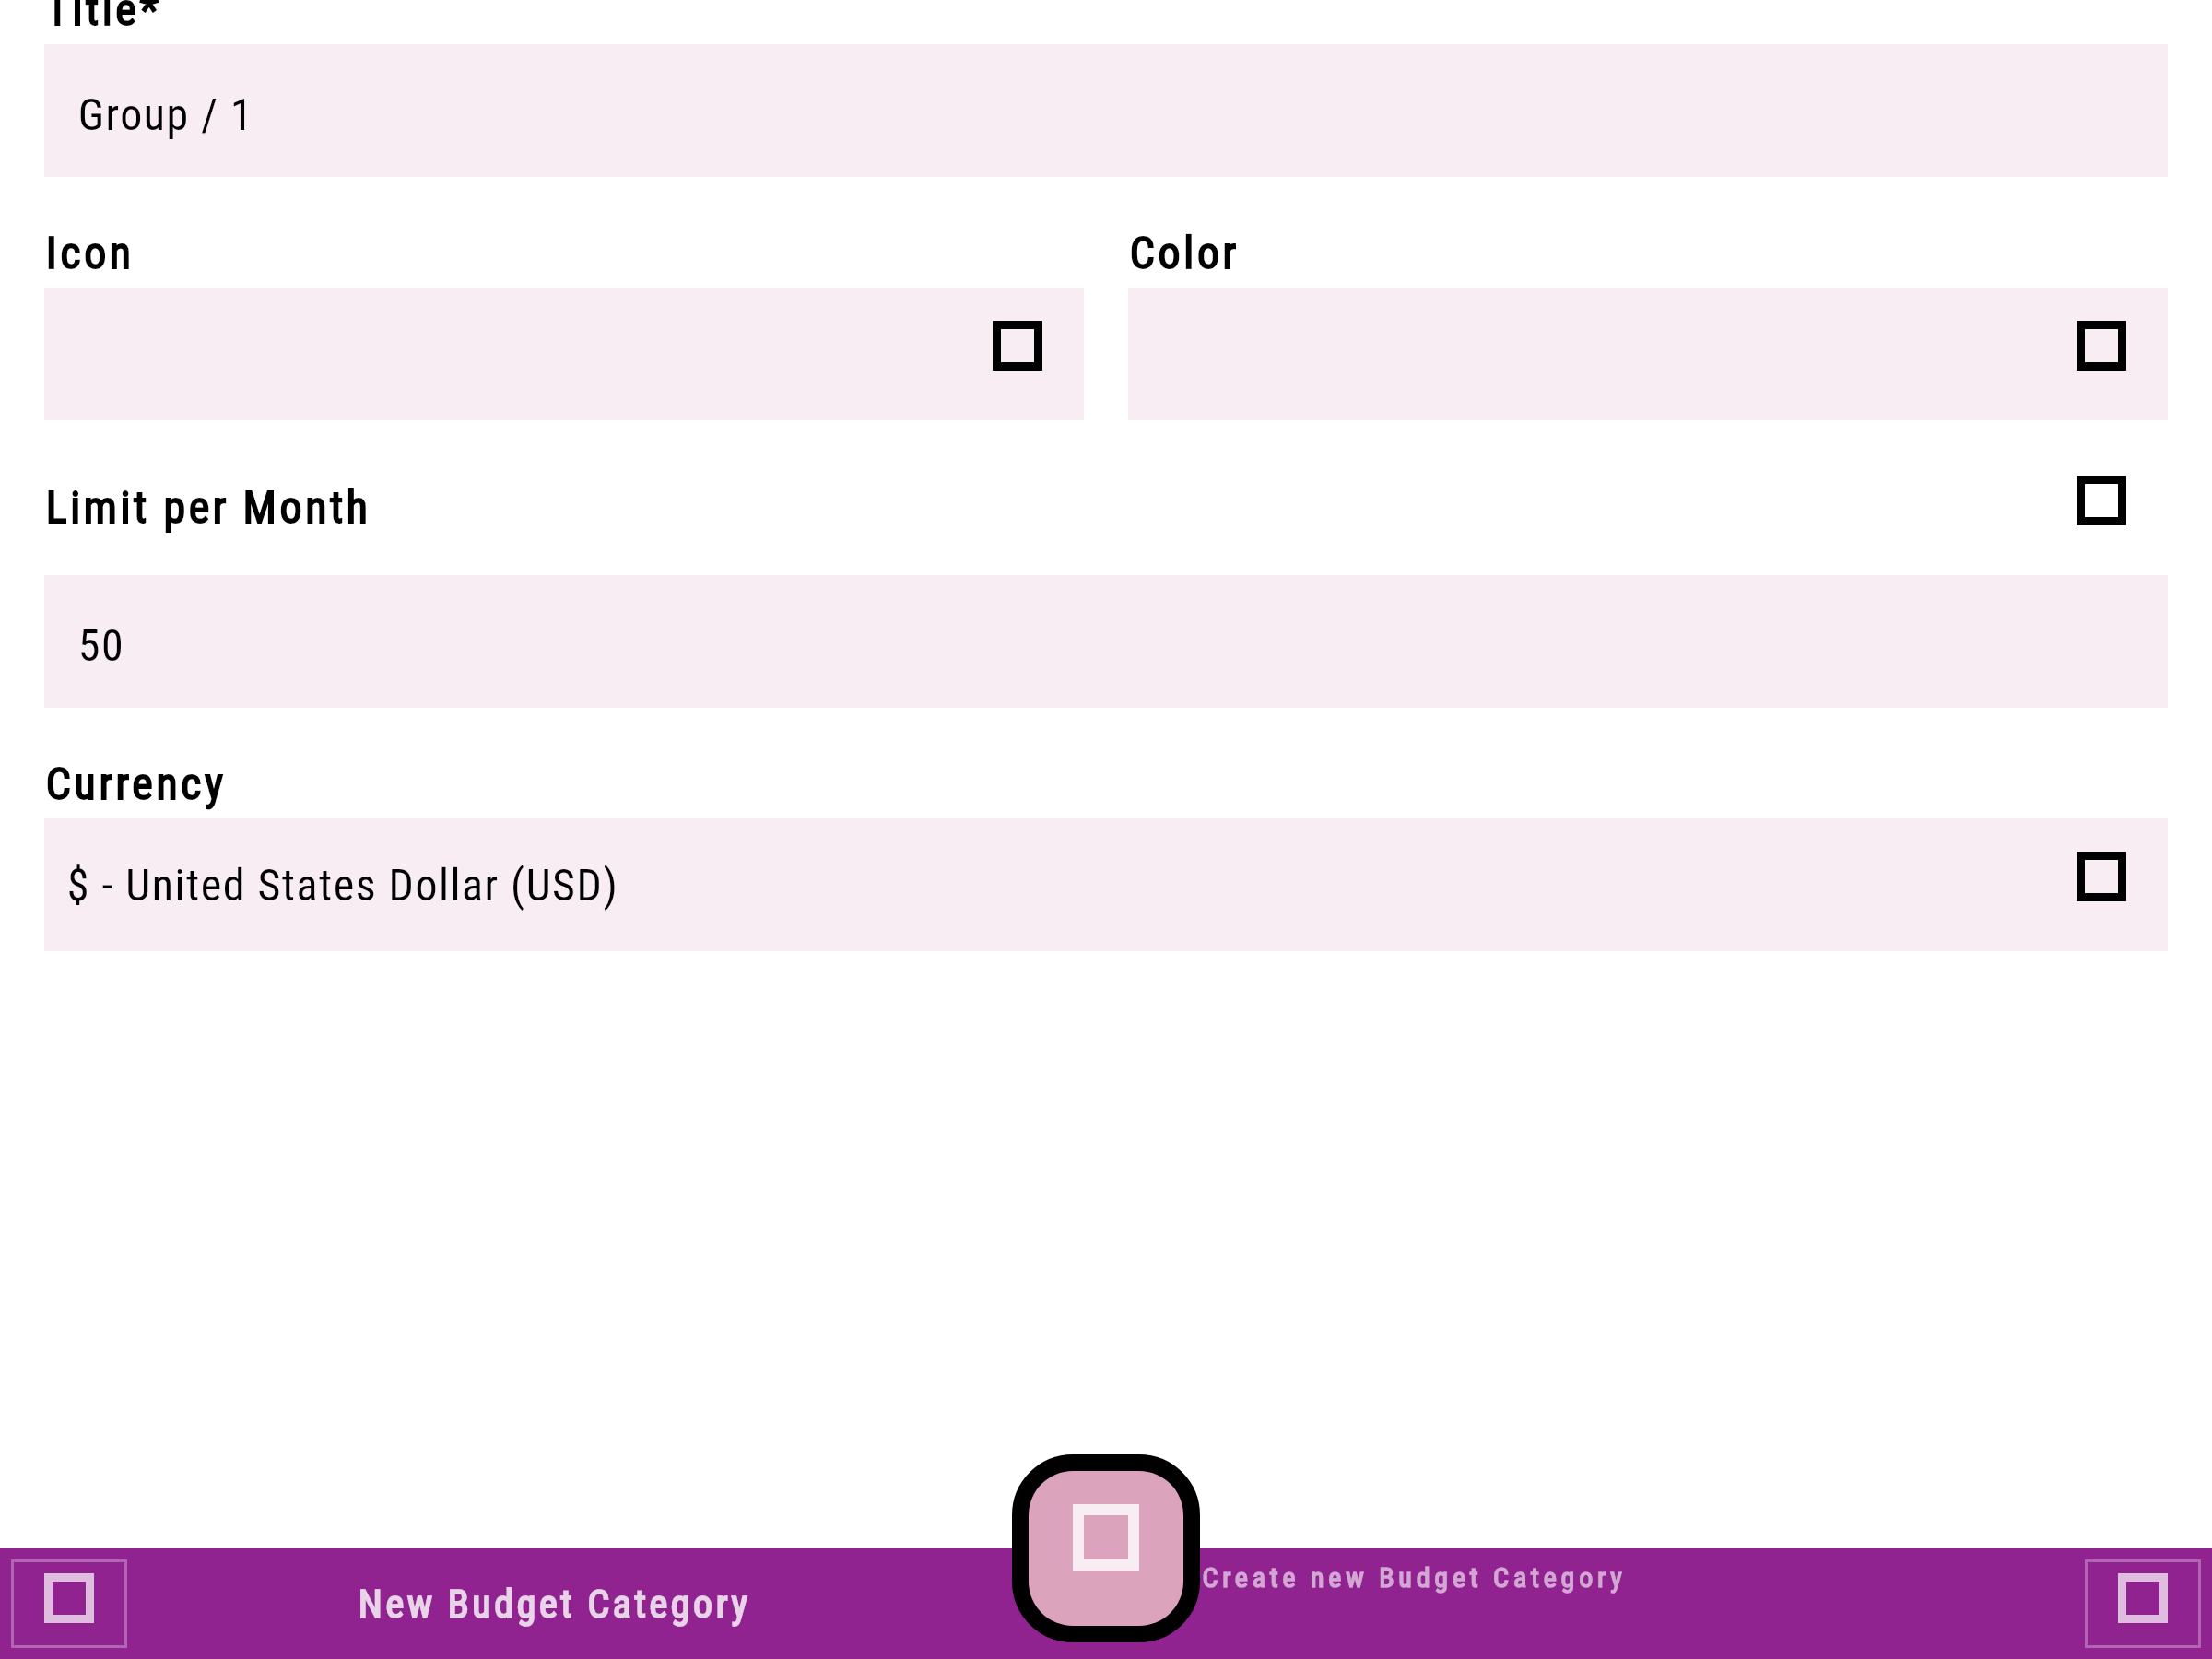 Title*
Group / 1
Icon
Color
Limit per Month
50
Currency
$ - United States Dollar (USD)
New Budget Category
Create new Budget Category